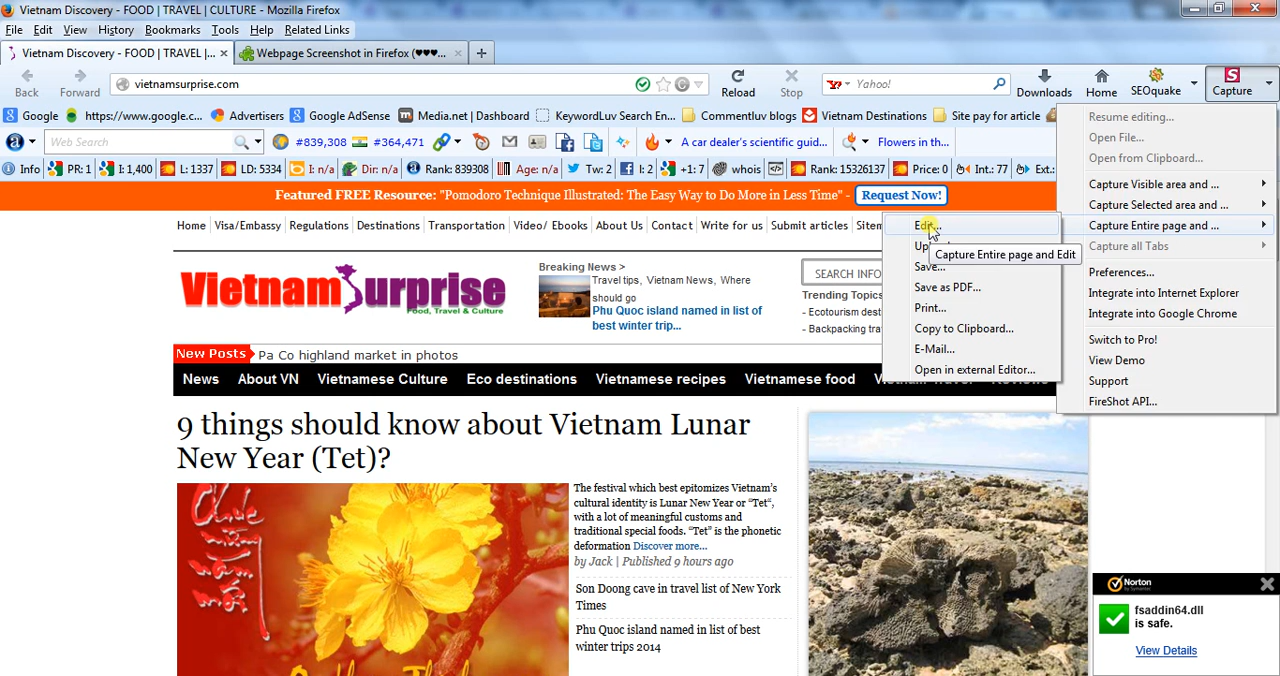 Vietnam Discovery - FOOD | TRAVEL | CULTURE - Mozilla Firefox
File Edit View History Bookmarks Tools Help Related Links
Vietnam Discovery - FOOD | TRAVEL |... × Webpage Screenshot in Firefox (♥♥♥... × +
Back Forward vietnamsurprise.com Reload Stop Yahoo! Downloads Home SEOquake Capture
Google https://www.google.c... Advertisers Google AdSense Media.net | Dashboard KeywordLuv Search En... Commentluv blogs Vietnam Destinations Site pay for article
Web Search #839,308 #364,471 A car dealer's scientific guid... Flowers in th...
Info PR: 1 I: 1,400 L: 1337 LD: 5334 I: n/a Dir: n/a Rank: 839308 Age: n/a Tw: 2 I: 2 +1: 7 whois Rank: 15326137 Price: 0 Int.: 77 Ext.:
Featured FREE Resource: "Pomodoro Technique Illustrated: The Easy Way to Do More in Less Time" - Request Now!
Home Visa/Embassy Regulations Destinations Transportation Video/ Ebooks About Us Contact Write for us Submit articles Sitem
VietnamSurprise
Food, Travel & Culture
Breaking News >
Travel tips, Vietnam News, Where
should go
Phu Quoc island named in list of
best winter trip...
SEARCH INFO
Trending Topics
- Ecotourism dest
- Backpacking tra
New Posts Pa Co highland market in photos
News About VN Vietnamese Culture Eco destinations Vietnamese recipes Vietnamese food Vietnam Travel Reviews
9 things should know about Vietnam Lunar
New Year (Tet)?
The festival which best epitomizes Vietnam's
cultural identity is Lunar New Year or "Tet",
with a lot of meaningful customs and
traditional special foods. "Tet" is the phonetic
deformation Discover more...
by Jack | Published 9 hours ago
Son Doong cave in travel list of New York
Times
Phu Quoc island named in list of best
winter trips 2014
Edit...
Capture Entire page and Edit
Save...
Save as PDF...
Print...
Copy to Clipboard...
E-Mail...
Open in external Editor...
Resume editing...
Open File...
Open from Clipboard...
Capture Visible area and ...
Capture Selected area and ...
Capture Entire page and ...
Capture all Tabs
Preferences...
Integrate into Internet Explorer
Integrate into Google Chrome
Switch to Pro!
View Demo
Support
FireShot API...
Norton
by Symantec
fsaddin64.dll
is safe.
View Details